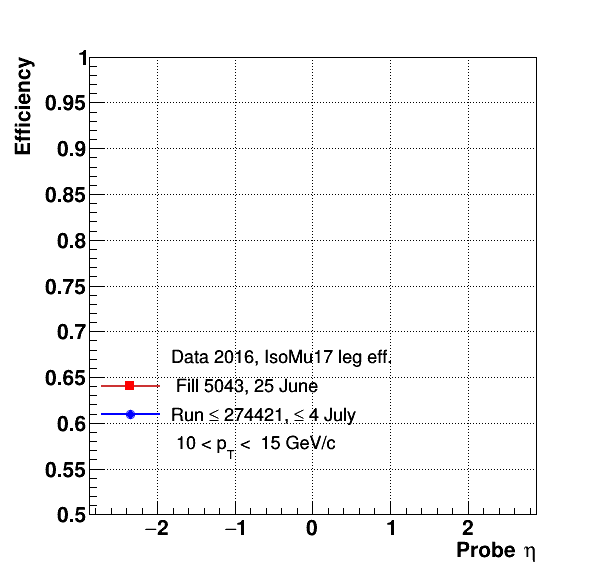 Efficiency
1
0.95
0.9
0.85
0.8
0.75
0.7
0.65
0.6
0.55
0.5
Data 2016, IsoMu17 leg eff.
Fill 5043, 25 June
Run ≤ 274421, ≤ 4 July
10 < p_T < 15 GeV/c
−2 −1 0 1 2
Probe η